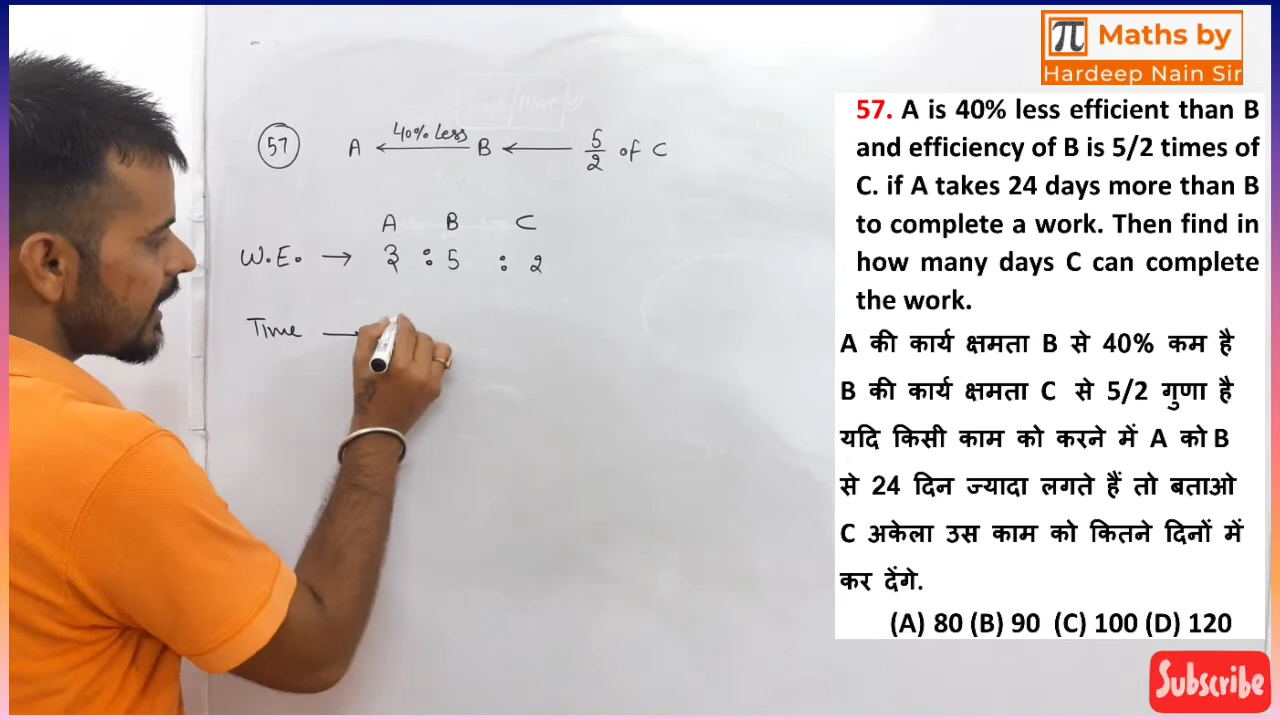 Maths by
Hardeep Nain Sir
57 A 40% Less B 5/2 of C
A B C
W.E. → 3 : 5 : 2
Time →
57. A is 40% less efficient than B
and efficiency of B is 5/2 times of
C. if A takes 24 days more than B
to complete a work. Then find in
how many days C can complete
the work.
A की कार्य क्षमता B से 40% कम है
B की कार्य क्षमता C से 5/2 गुणा है
यदि किसी काम को करने में A को B
से 24 दिन ज्यादा लगते हैं तो बताओ
C अकेला उस काम को कितने दिनों में
कर देंगे.
(A) 80 (B) 90 (C) 100 (D) 120
Subscribe